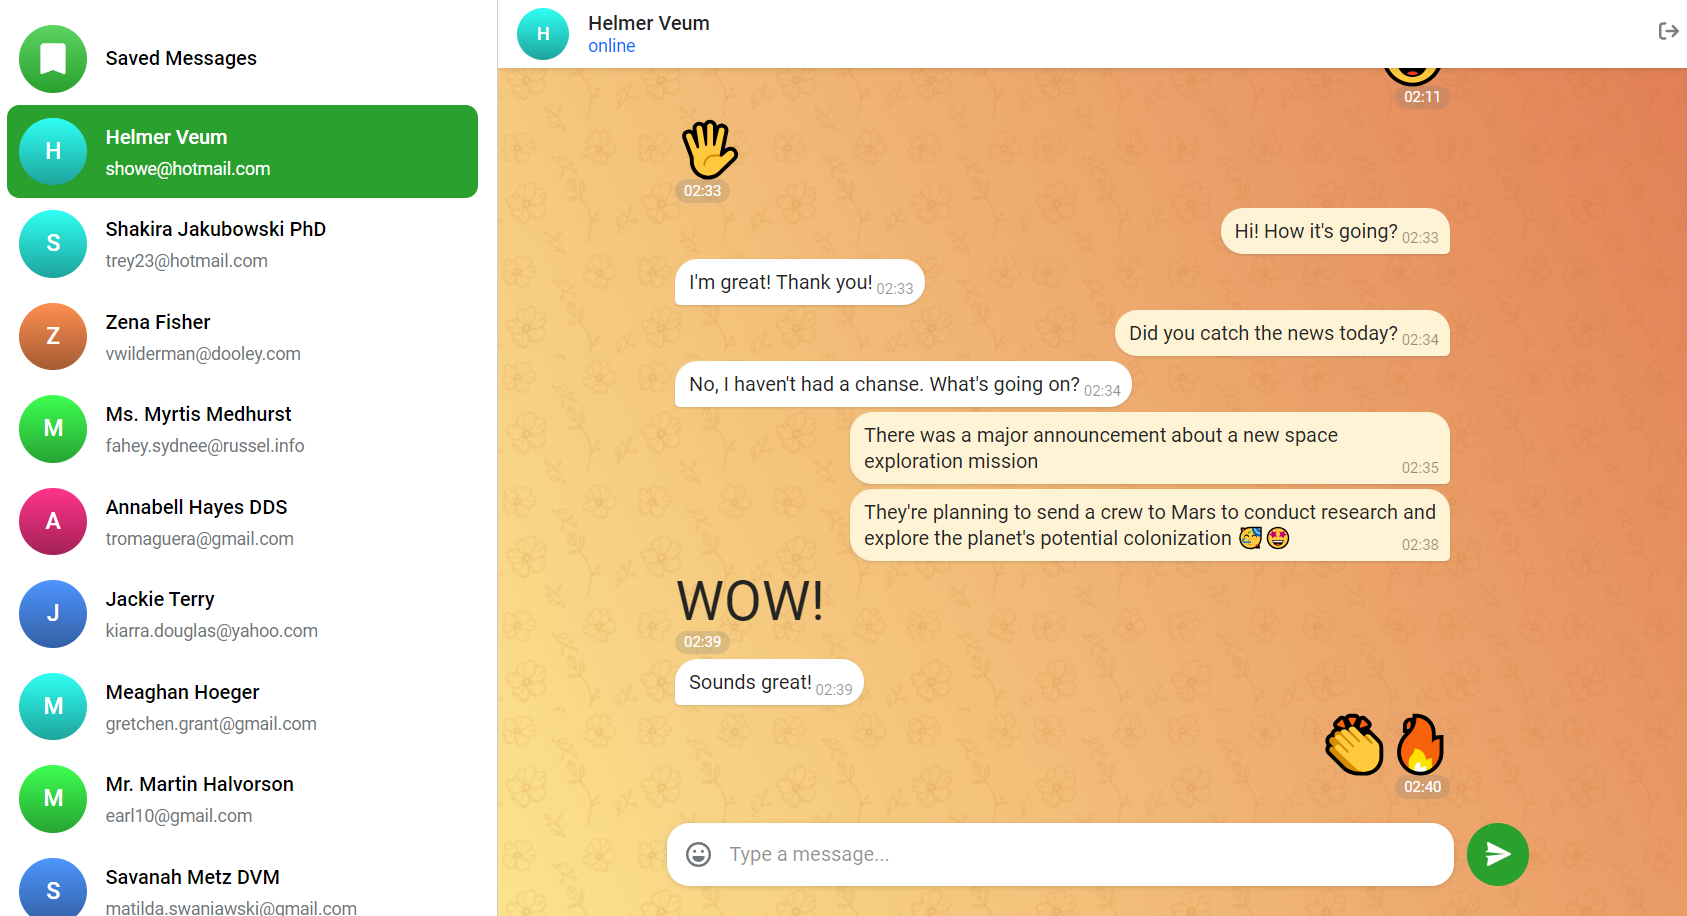 Saved Messages
H
Helmer Veum
showe@hotmail.com
S
Shakira Jakubowski PhD
trey23@hotmail.com
Z
Zena Fisher
vwilderman@dooley.com
M
Ms. Myrtis Medhurst
fahey.sydnee@russel.info
A
Annabell Hayes DDS
tromaguera@gmail.com
J
Jackie Terry
kiarra.douglas@yahoo.com
M
Meaghan Hoeger
gretchen.grant@gmail.com
M
Mr. Martin Halvorson
earl10@gmail.com
S
Savanah Metz DVM
matilda.swaniawski@gmail.com
H
Helmer Veum
online
02:11
🖐
02:33
Hi! How it's going? 02:33
I'm great! Thank you! 02:33
Did you catch the news today? 02:34
No, I haven't had a chanse. What's going on? 02:34
There was a major announcement about a new space
exploration mission 02:35
They're planning to send a crew to Mars to conduct research and
explore the planet's potential colonization 🥳🤩 02:38
WOW!
02:39
Sounds great! 02:39
👏🔥
02:40
Type a message...